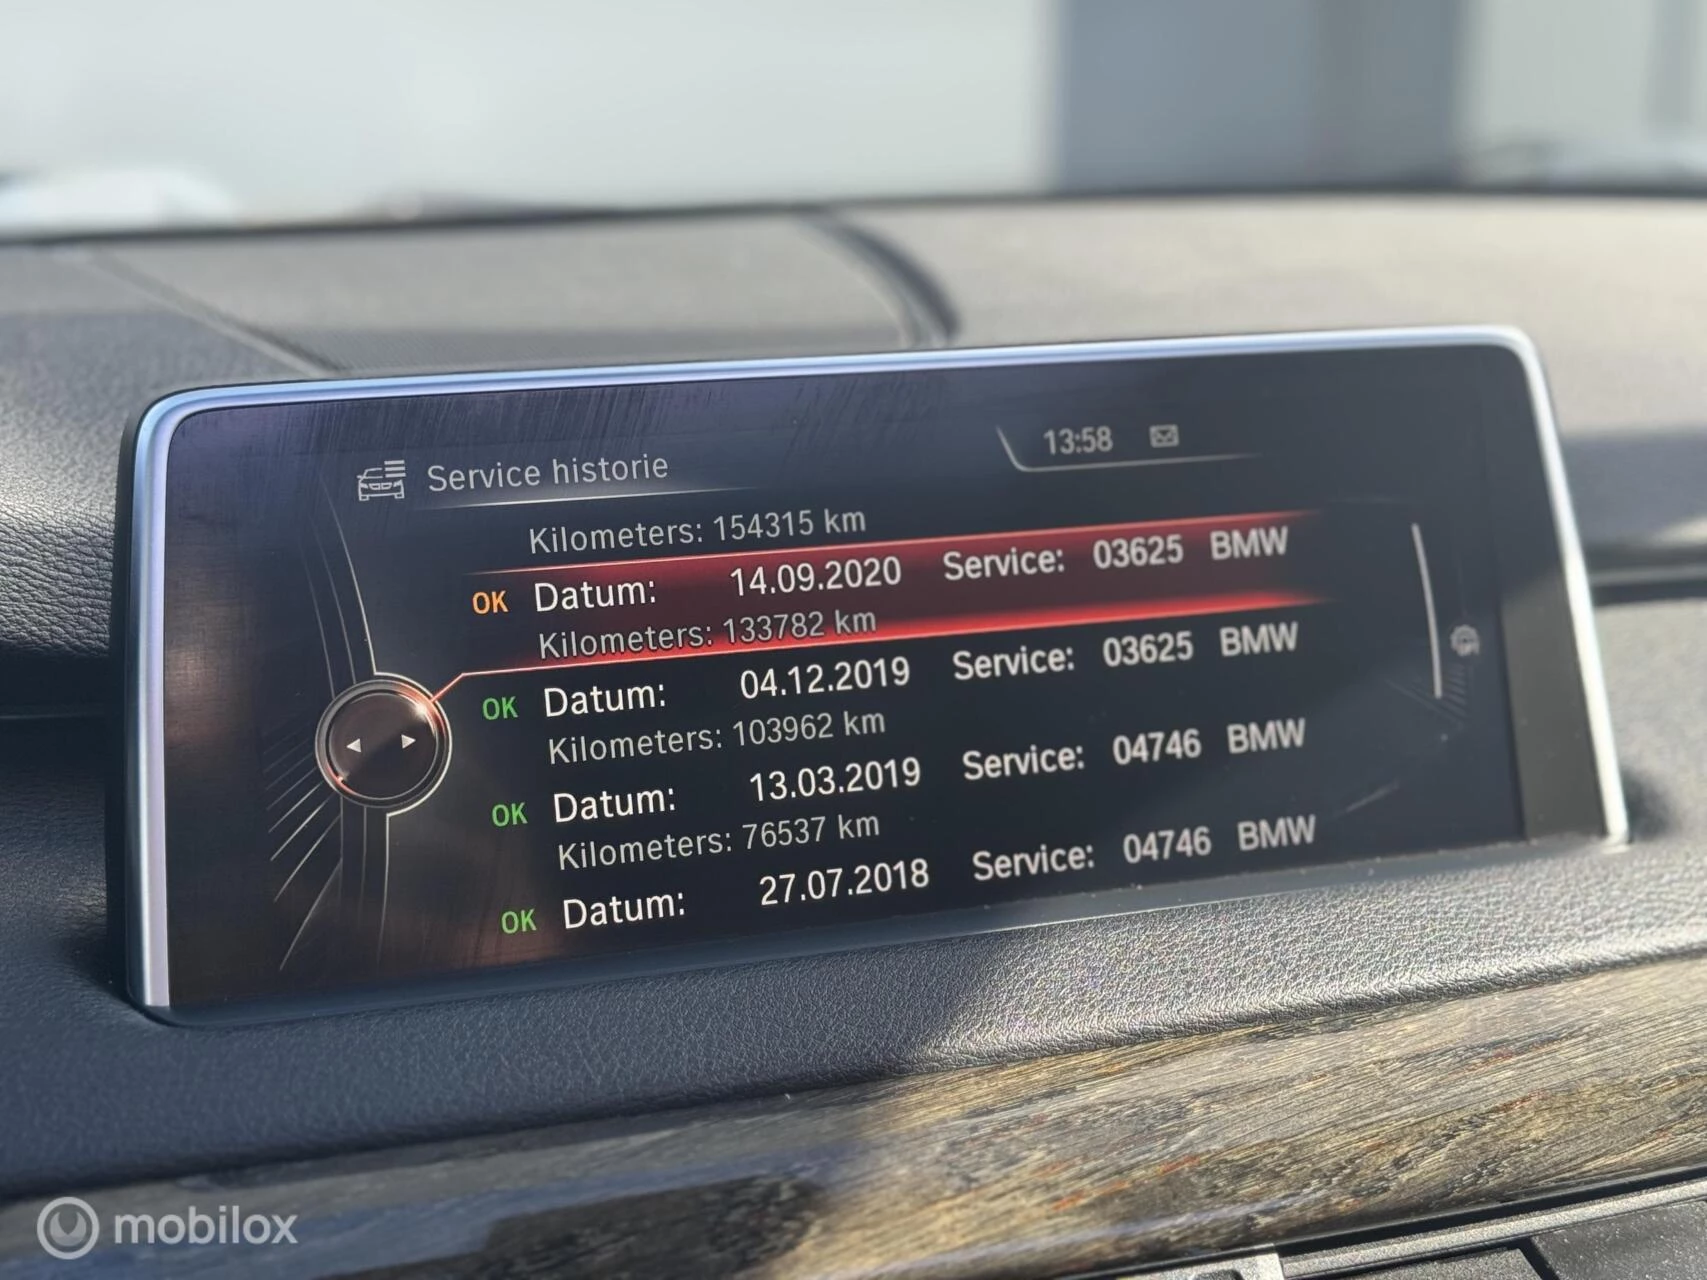 Service historie
13:58
Kilometers: 154315 km
OK Datum: 14.09.2020 Service: 03625 BMW
Kilometers: 133782 km
OK Datum: 04.12.2019 Service: 03625 BMW
Kilometers: 103962 km
OK Datum: 13.03.2019 Service: 04746 BMW
Kilometers: 76537 km
OK Datum: 27.07.2018 Service: 04746 BMW
mobilox